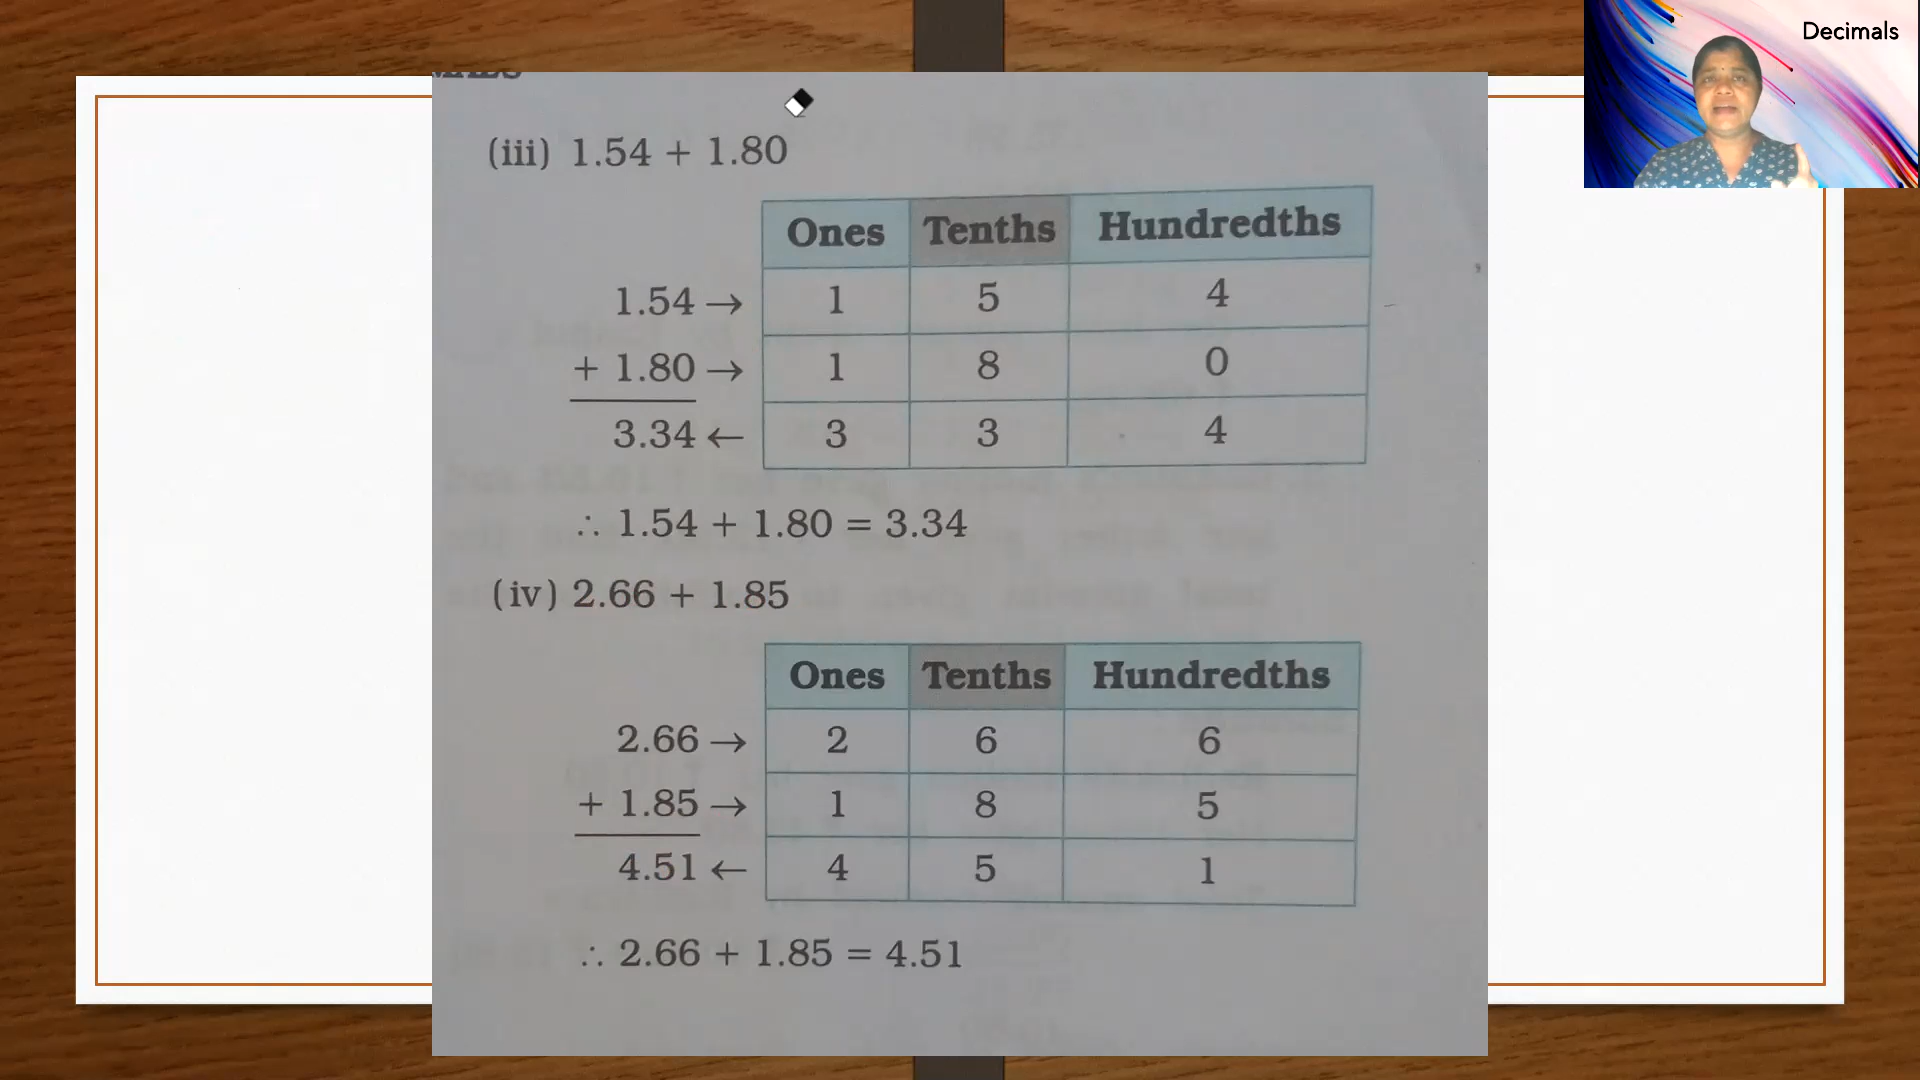 Decimals
(iii) 1.54 + 1.80
Ones Tenths Hundredths
1.54 → 1 5 4
+ 1.80 → 1 8 0
3.34 ← 3 3 4
∴ 1.54 + 1.80 = 3.34
(iv) 2.66 + 1.85
Ones Tenths Hundredths
2.66 → 2 6 6
+ 1.85 → 1 8 5
4.51 ← 4 5 1
∴ 2.66 + 1.85 = 4.51